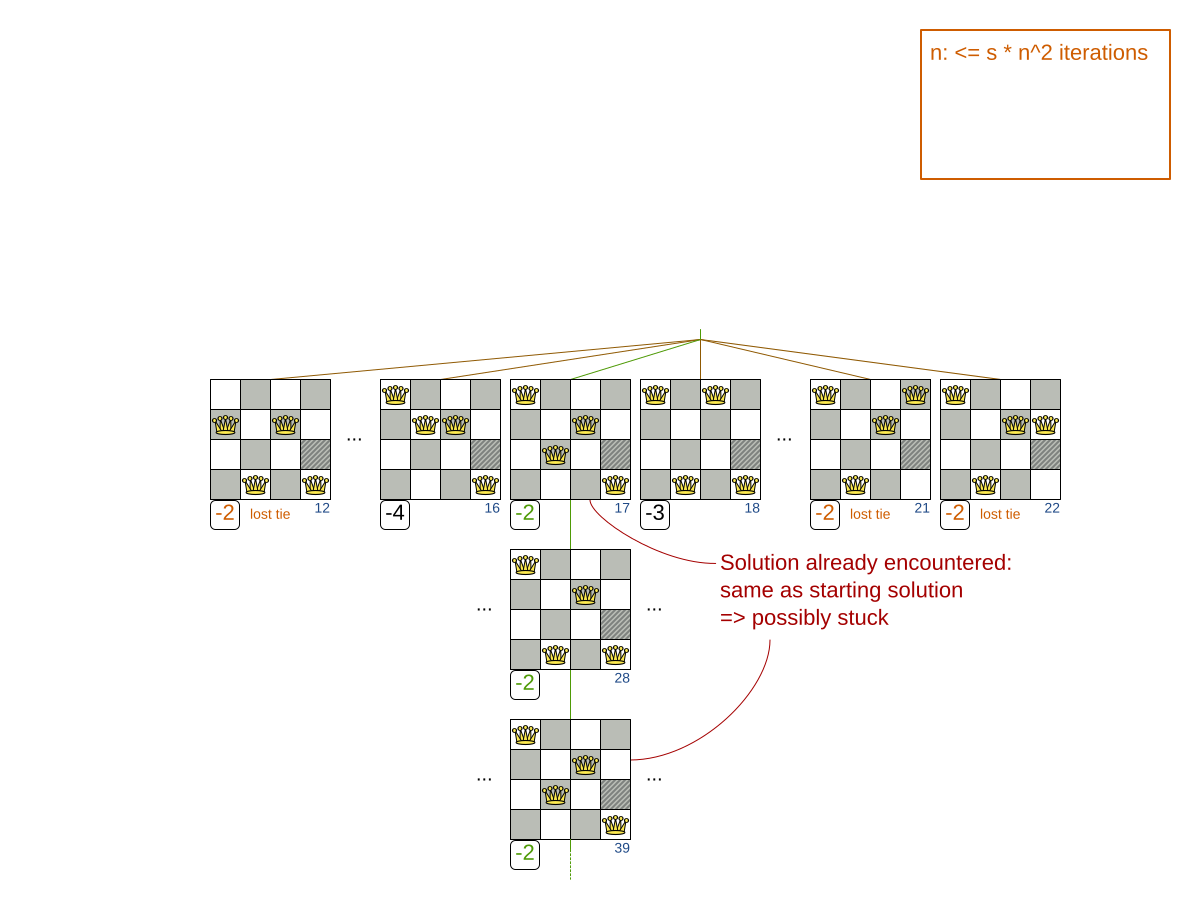 n: <= s * n^2 iterations
... ...
-2 lost tie 12 -4 16 -2 17 -3 18 -2 lost tie 21 -2 lost tie 22
Solution already encountered:
same as starting solution
=> possibly stuck
... ...
-2 28
... ...
-2 39